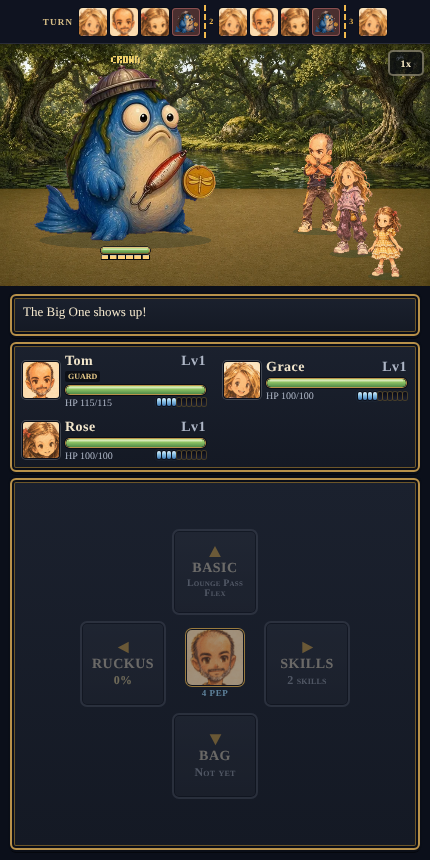 TURN
2
3
CROWN
1x
The Big One shows up!
Tom Lv1
GUARD
HP 115/115
Grace Lv1
HP 100/100
Rose Lv1
HP 100/100
▲
BASIC
Lounge Pass
Flex
◀
RUCKUS
0%
4 PEP
▶
SKILLS
2 skills
▼
BAG
Not yet